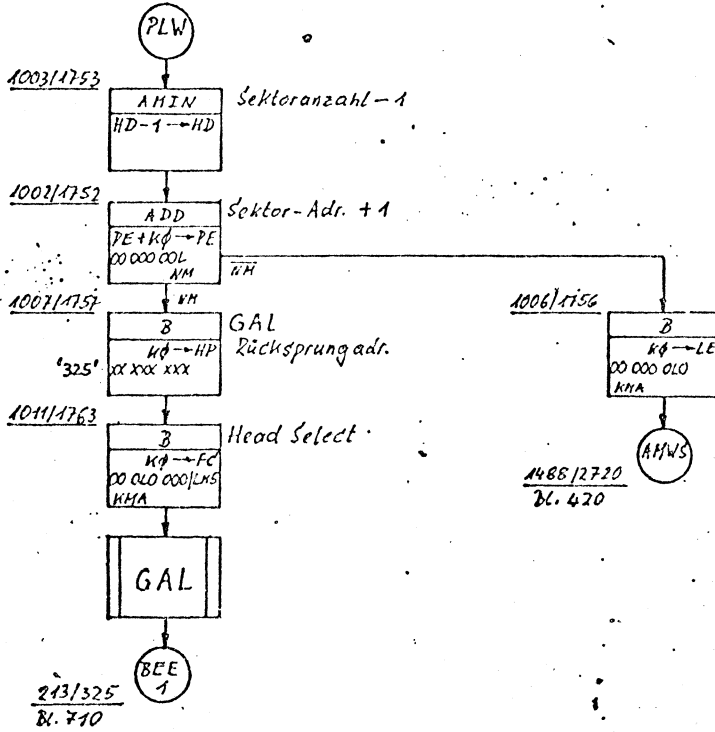 PLW
1003/1753
AMIN
Sektoranzahl-1
HD-1→HD
1002/1752
ADD
Sektor-Adr. +1
PE+KØ→PE
00 000 00L
NM
N̅M̅
NM
1007/1757
B
GAL
KØ→HP
Rücksprungadr.
'325'
XX XXX XXX
1006/1756
B
KØ→LE
00 000 0L0
KMA
1011/1763
B
Head Select
KØ→FC
00 0L0 000/LKS
KMA
AMWS
1488/2720
Bl. 420
GAL
BEE
1
213/325
Bl. 710